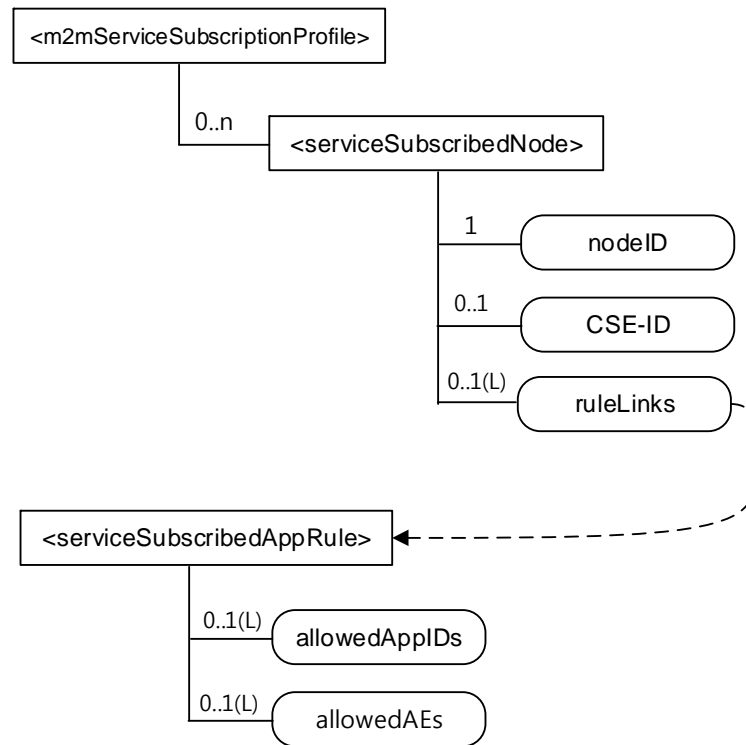 <m2mServiceSubscriptionProfile>
0..n
<serviceSubscribedNode>
1
nodeID
0..1
CSE-ID
0..1(L)
ruleLinks
<serviceSubscribedAppRule>
0..1(L)
allowedAppIDs
0..1(L)
allowedAEs